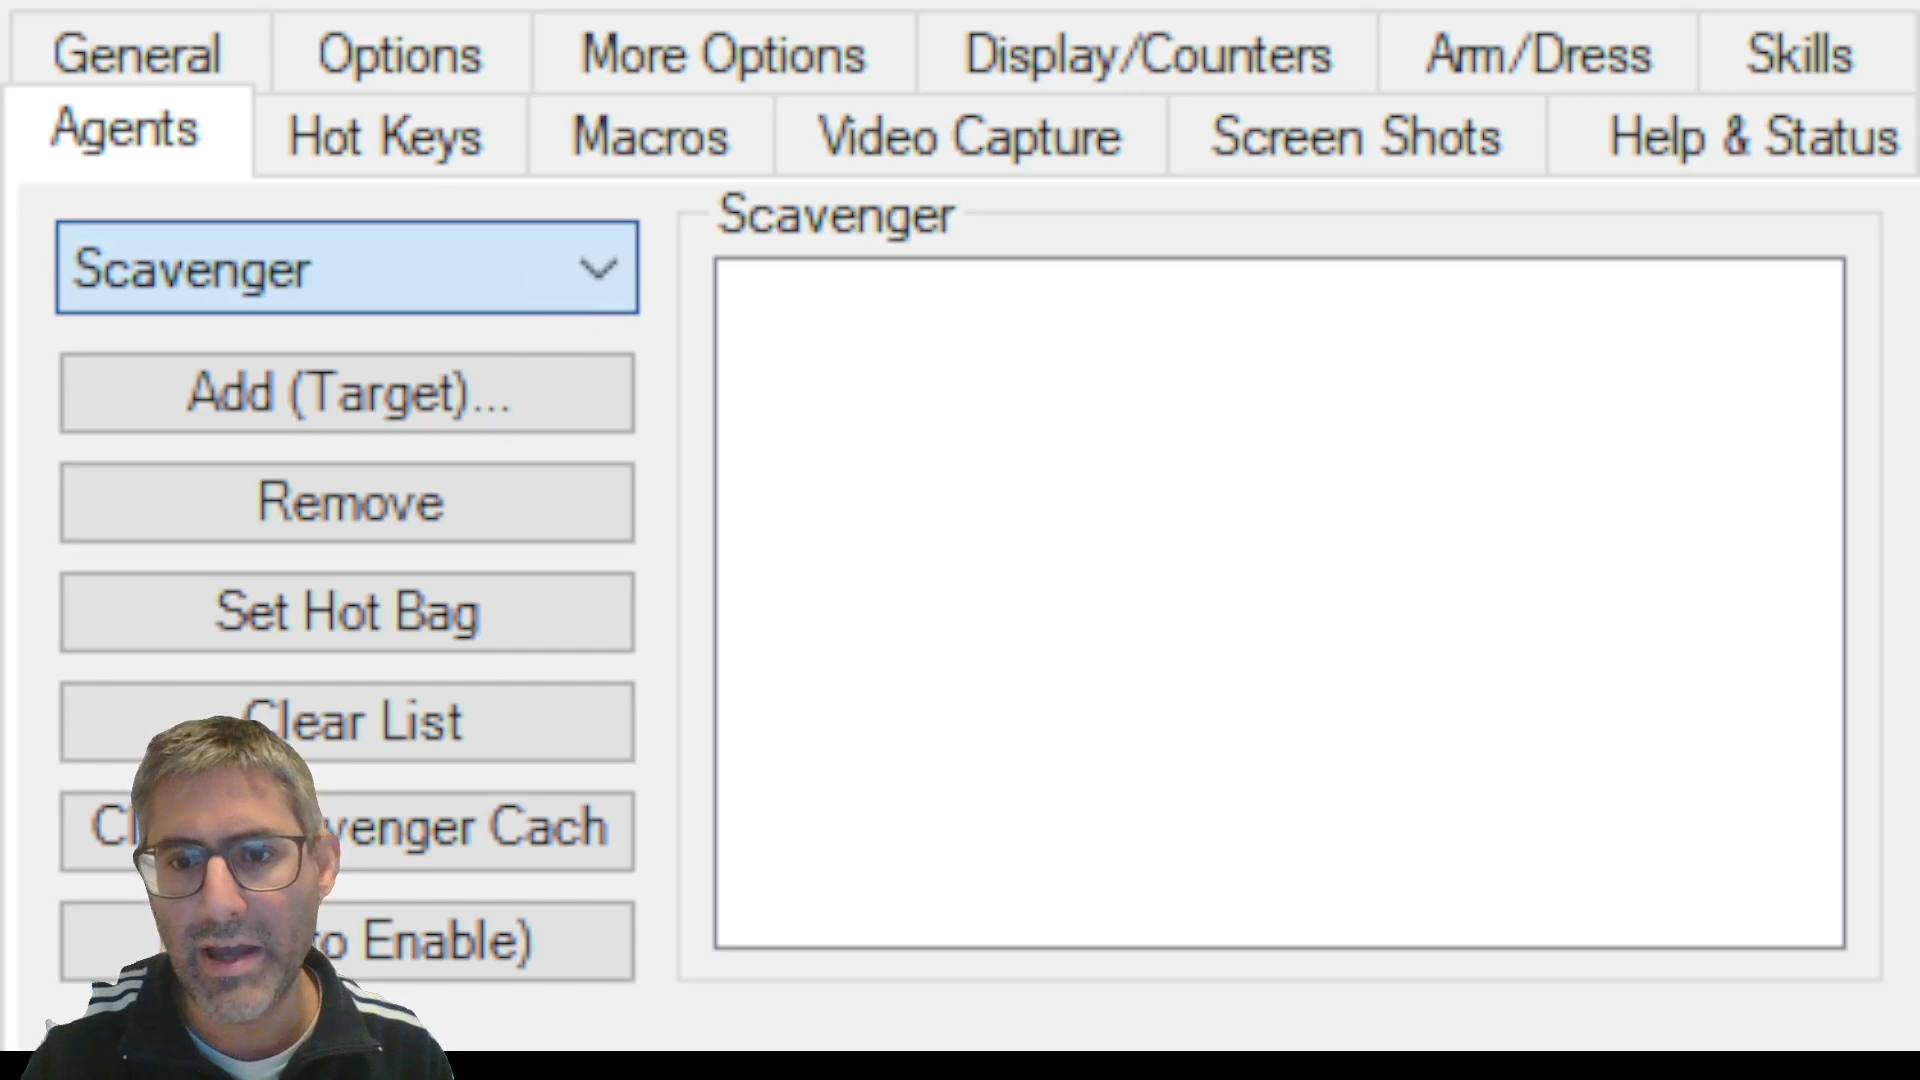 General Options More Options Display/Counters Arm/Dress Skills
Agents Hot Keys Macros Video Capture Screen Shots Help & Status
Scavenger
Scavenger
Add (Target)...
Remove
Set Hot Bag
Clear List
Cach
Enable)